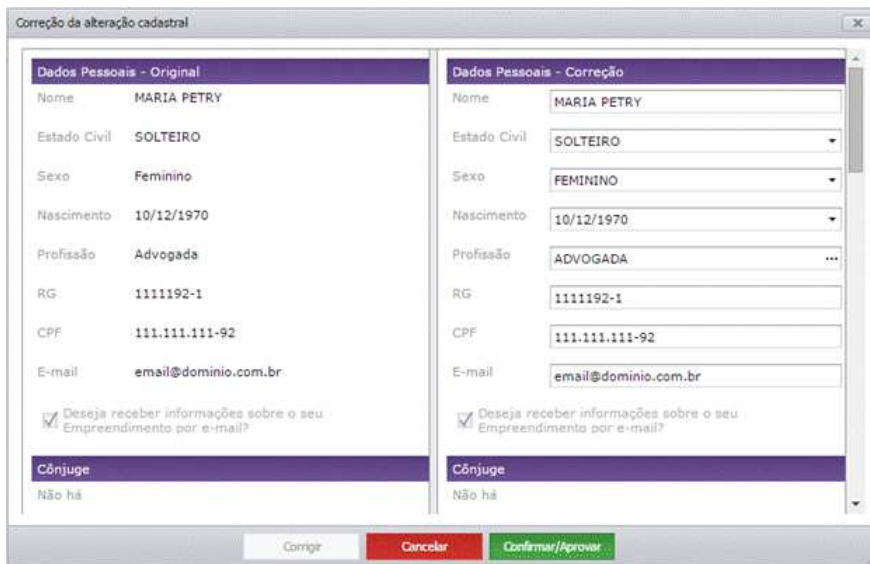 Correção da alteração cadastral
Dados Pessoais - Original
Nome MARIA PETRY
Estado Civil SOLTEIRO
Sexo Feminino
Nascimento 10/12/1970
Profissão Advogada
RG 1111192-1
CPF 111.111.111-92
E-mail email@dominio.com.br
Deseja receber informações sobre o seu
Empreendimento por e-mail?
Cônjuge
Não há
Dados Pessoais - Correção
Nome MARIA PETRY
Estado Civil SOLTEIRO
Sexo FEMININO
Nascimento 10/12/1970
Profissão ADVOGADA ...
RG 1111192-1
CPF 111.111.111-92
E-mail email@dominio.com.br
Deseja receber informações sobre o seu
Empreendimento por e-mail?
Cônjuge
Não há
Corrigir Cancelar Confirmar/Aprovar